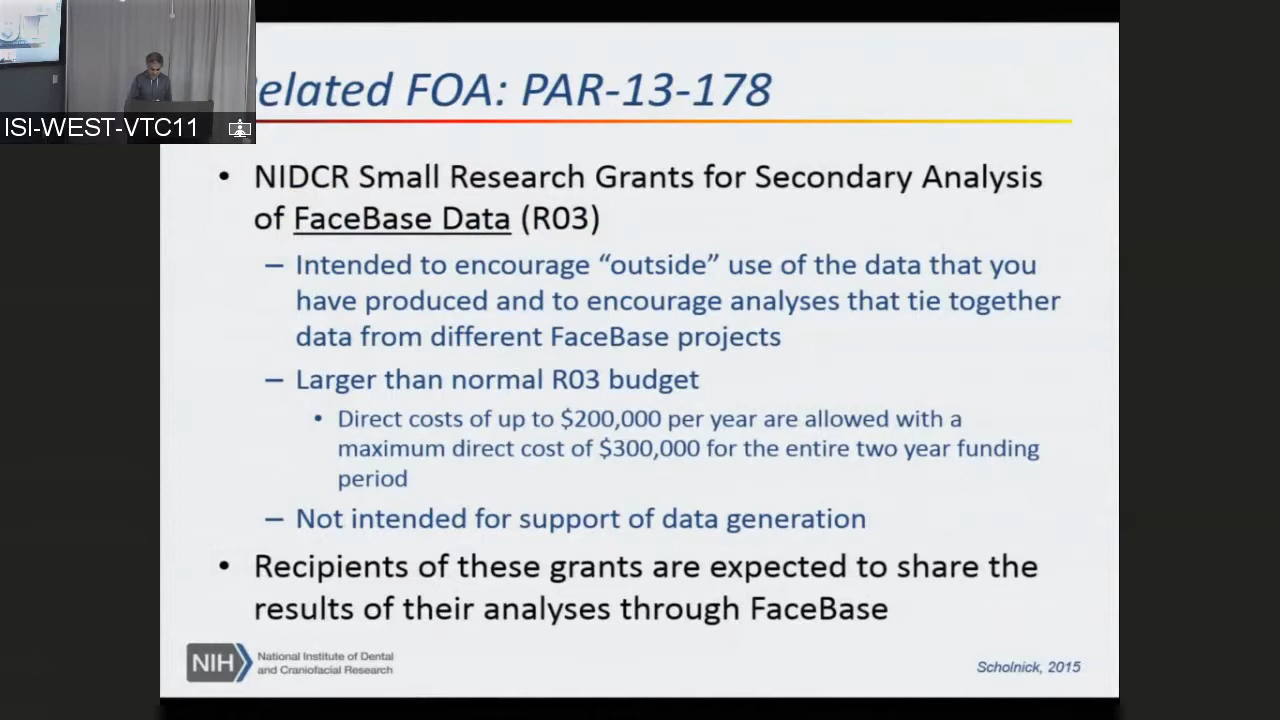 elated FOA: PAR-13-178
ISI-WEST-VTC11
• NIDCR Small Research Grants for Secondary Analysis
of FaceBase Data (R03)
– Intended to encourage “outside” use of the data that you
have produced and to encourage analyses that tie together
data from different FaceBase projects
– Larger than normal R03 budget
• Direct costs of up to $200,000 per year are allowed with a
maximum direct cost of $300,000 for the entire two year funding
period
– Not intended for support of data generation
• Recipients of these grants are expected to share the
results of their analyses through FaceBase
NIH
National Institute of Dental
and Craniofacial Research
Scholnick, 2015